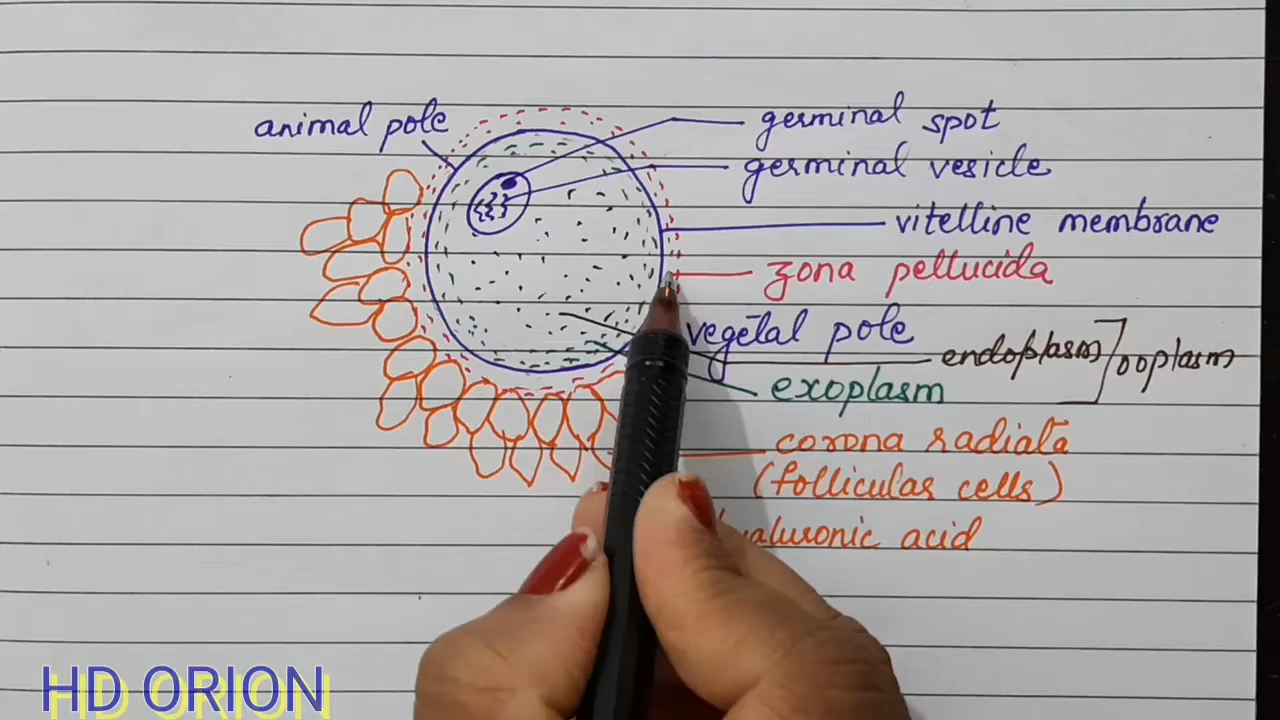 animal pole
germinal spot
germinal vesicle
vitelline membrane
zona pellucida
vegetal pole
endoplasm
ooplasm
exoplasm
corona radiata
(follicular cells)
acid
HD ORION